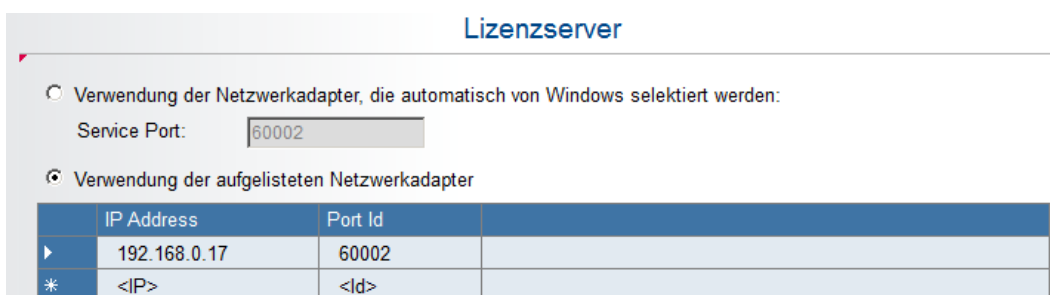 Lizenzserver
Verwendung der Netzwerkadapter, die automatisch von Windows selektiert werden:
Service Port: 60002
Verwendung der aufgelisteten Netzwerkadapter
IP Address Port Id
192.168.0.17 60002
<IP> <Id>